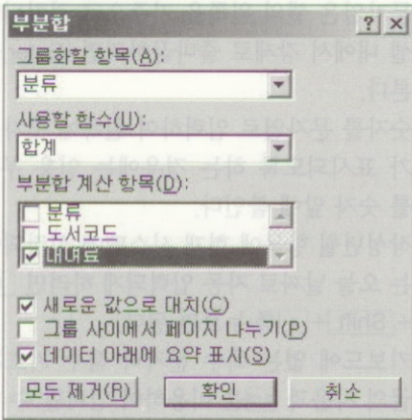 부분합
? ×
그룹화할 항목(A):
분류
사용할 함수(U):
합계
부분합 계산 항목(D):
분류
도서코드
대여료
새로운 값으로 대치(C)
그룹 사이에서 페이지 나누기(P)
데이터 아래에 요약 표시(S)
모두 제거(R)
확인
취소